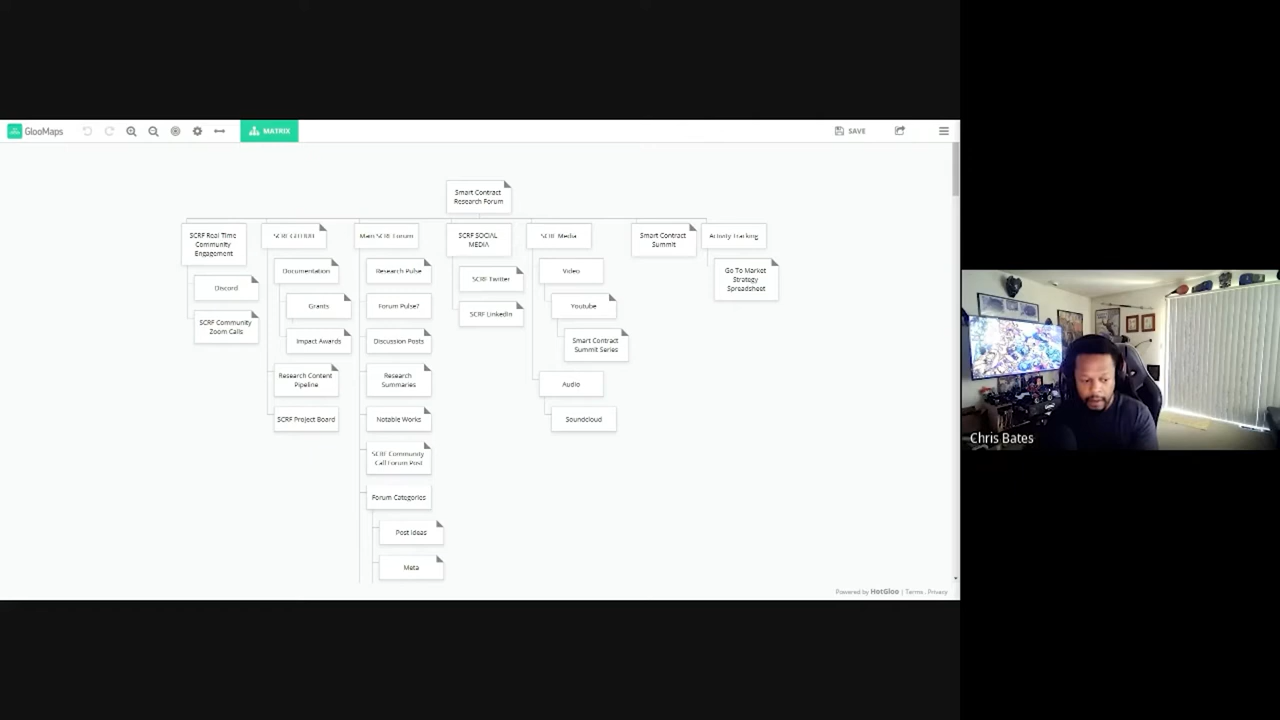 GlooMaps
MATRIX
SAVE
Smart Contract
Research Forum
SCRF Real Time
Community
Engagement
SCRF GITHUB
Main SCRF Forum
SCRF SOCIAL
MEDIA
SCRF Media
Smart Contract
Summit
Activity Tracking
Discord
SCRF Community
Zoom Calls
Documentation
Grants
Impact Awards
Research Content
Pipeline
SCRF Project Board
Research Pulse
Forum Pulse?
Discussion Posts
Research
Summaries
Notable Works
SCRF Community
Call Forum Post
Forum Categories
Post Ideas
Meta
SCRF Twitter
SCRF LinkedIn
Video
Youtube
Smart Contract
Summit Series
Audio
Soundcloud
Go To Market
Strategy
Spreadsheet
Chris Bates
Powered by HotGloo | Terms . Privacy